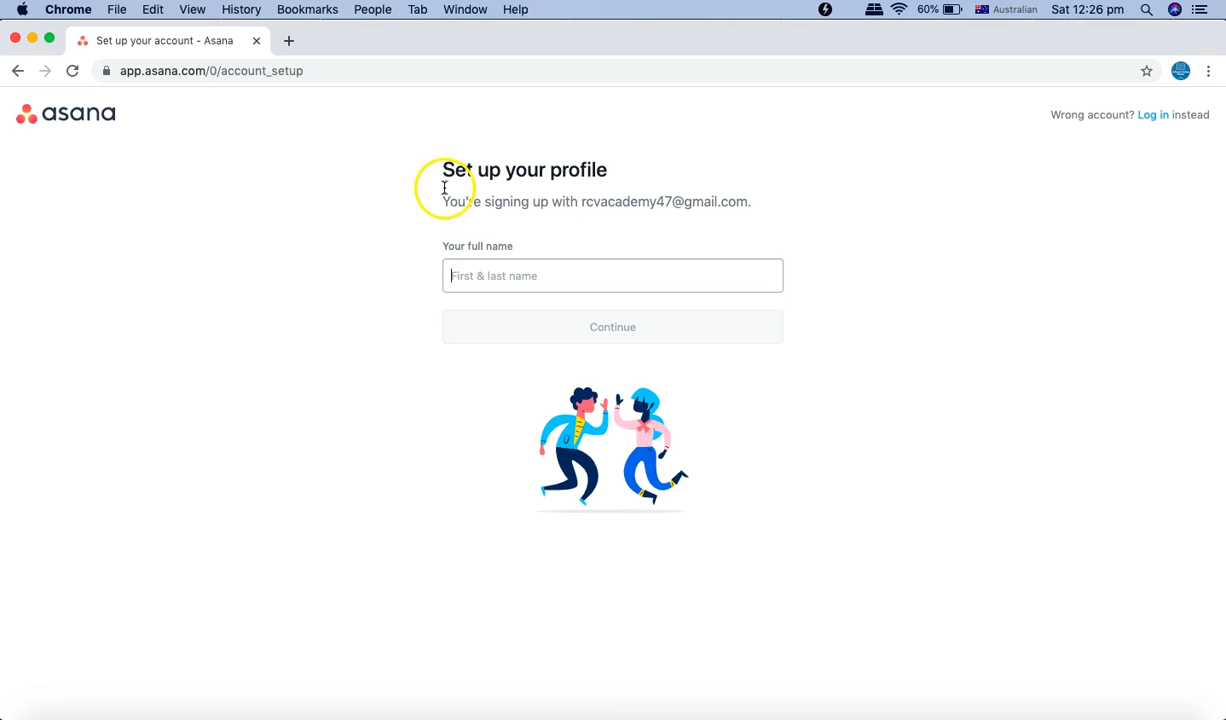 Chrome File Edit View History Bookmarks People Tab Window Help 60% Australian Sat 12:26 pm
Set up your account - Asana
app.asana.com/0/account_setup
asana
Wrong account? Log in instead
Set up your profile
You're signing up with rcvacademy47@gmail.com.
Your full name
First & last name
Continue